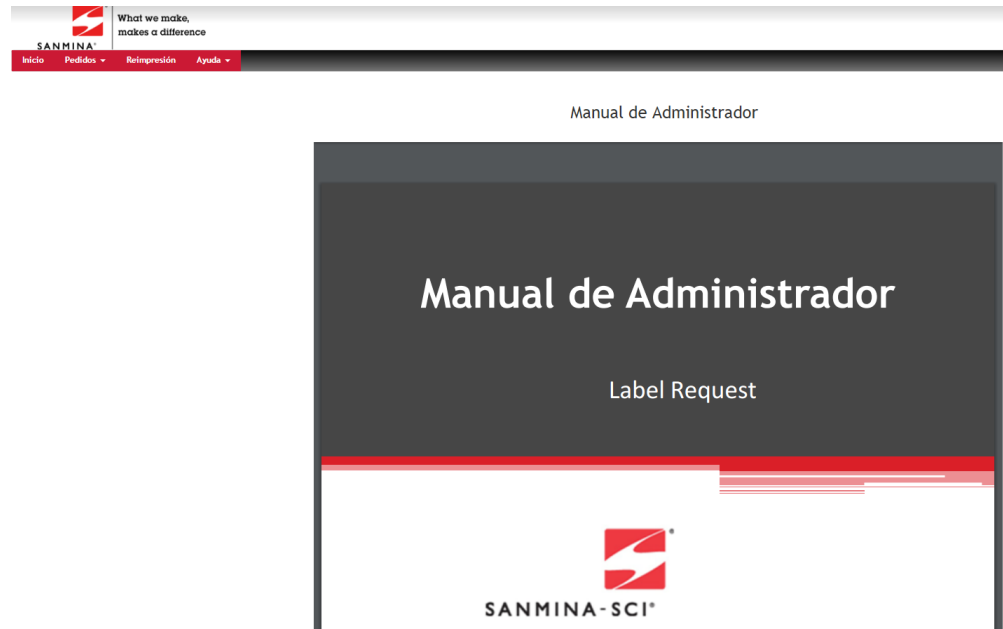 What we make,
makes a difference
SANMINA®
Inicio Pedidos Reimpresión Ayuda
Manual de Administrador
Manual de Administrador
Label Request
SANMINA-SCI®